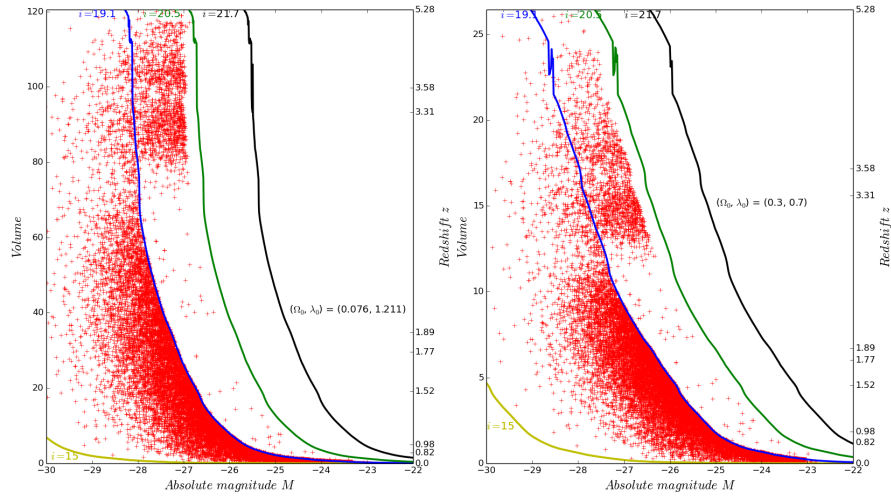 i=19.1 i=20.5 i=21.7
120
100
80
60
40
20
0
Volume
i=15
(Ω₀, λ₀) = (0.076, 1.211)
5.28
3.58
3.31
1.89
1.77
1.52
0.98
0.82
0.0
Redshift z
−30 −29 −28 −27 −26 −25 −24 −23 −22
Absolute magnitude M
i=19.1 i=20.5 i=21.7
25
20
15
10
5
0
Volume
i=15
(Ω₀, λ₀) = (0.3, 0.7)
5.28
3.58
3.31
1.89
1.77
1.52
0.98
0.82
0.0
Redshift z
−30 −29 −28 −27 −26 −25 −24 −23 −22
Absolute magnitude M